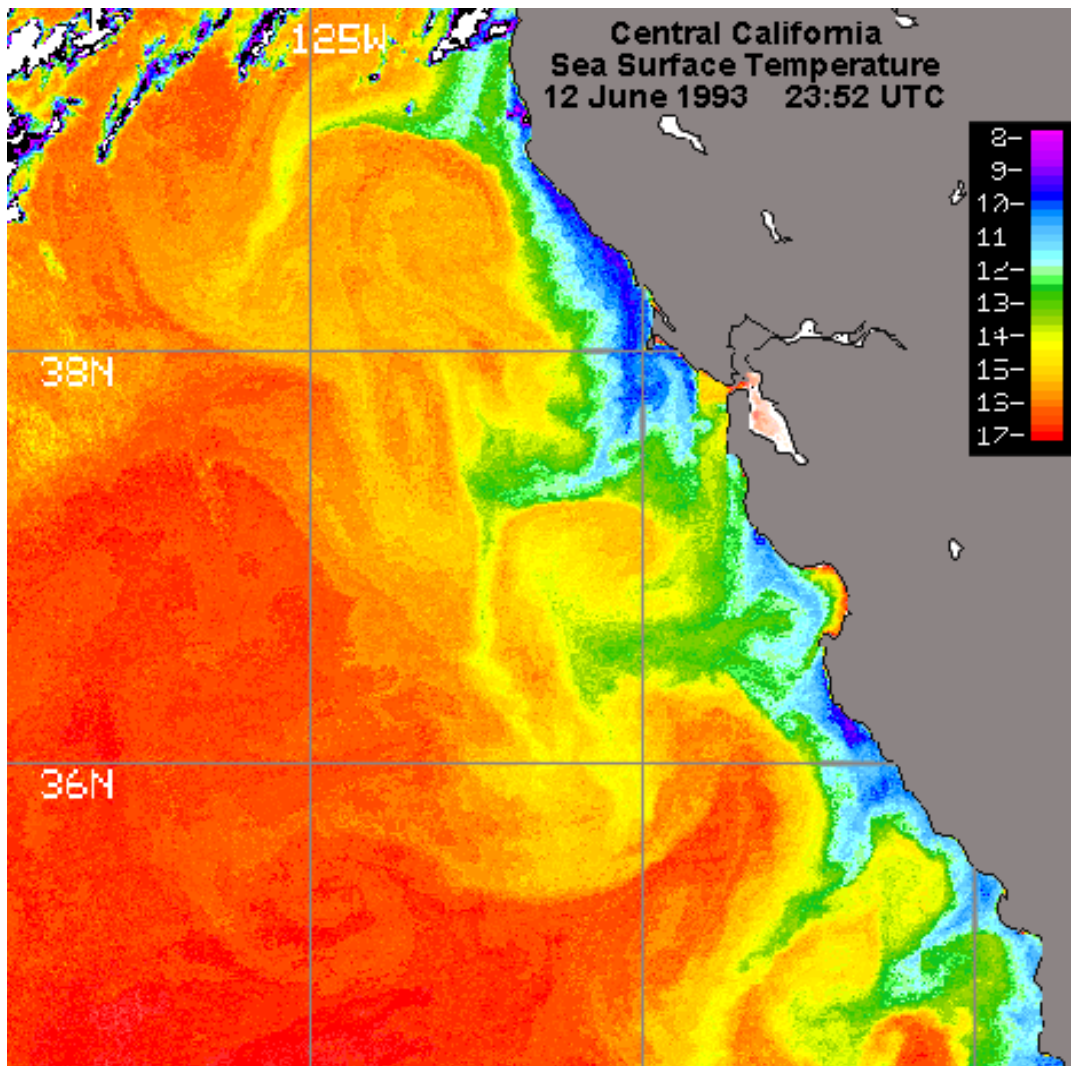 125W
Central California
Sea Surface Temperature
12 June 1993 23:52 UTC
8-
9-
10-
11
12-
13-
14-
15-
16-
17-
38N
36N